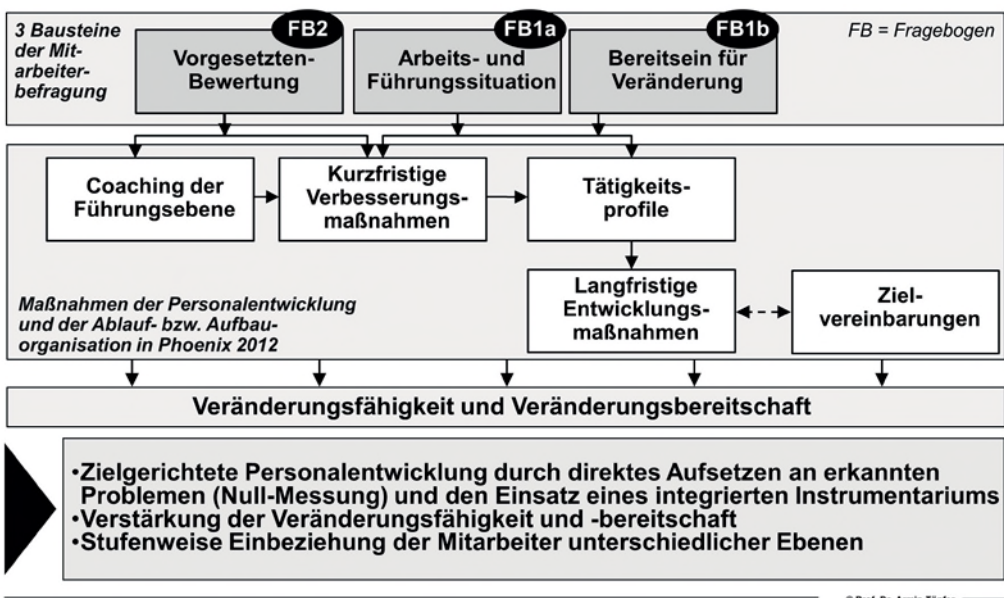 3 Bausteine
der Mit-
arbeiter-
befragung
FB2
Vorgesetzten-
Bewertung
FB1a
Arbeits- und
Führungssituation
FB1b
Bereitsein für
Veränderung
FB = Fragebogen
Coaching der
Führungsebene
Kurzfristige
Verbesserungs-
maßnahmen
Tätigkeits-
profile
Maßnahmen der Personalentwicklung
und der Ablauf- bzw. Aufbau-
organisation in Phoenix 2012
Langfristige
Entwicklungs-
maßnahmen
Ziel-
vereinbarungen
Veränderungsfähigkeit und Veränderungsbereitschaft
•Zielgerichtete Personalentwicklung durch direktes Aufsetzen an erkannten
Problemen (Null-Messung) und den Einsatz eines integrierten Instrumentariums
•Verstärkung der Veränderungsfähigkeit und -bereitschaft
•Stufenweise Einbeziehung der Mitarbeiter unterschiedlicher Ebenen